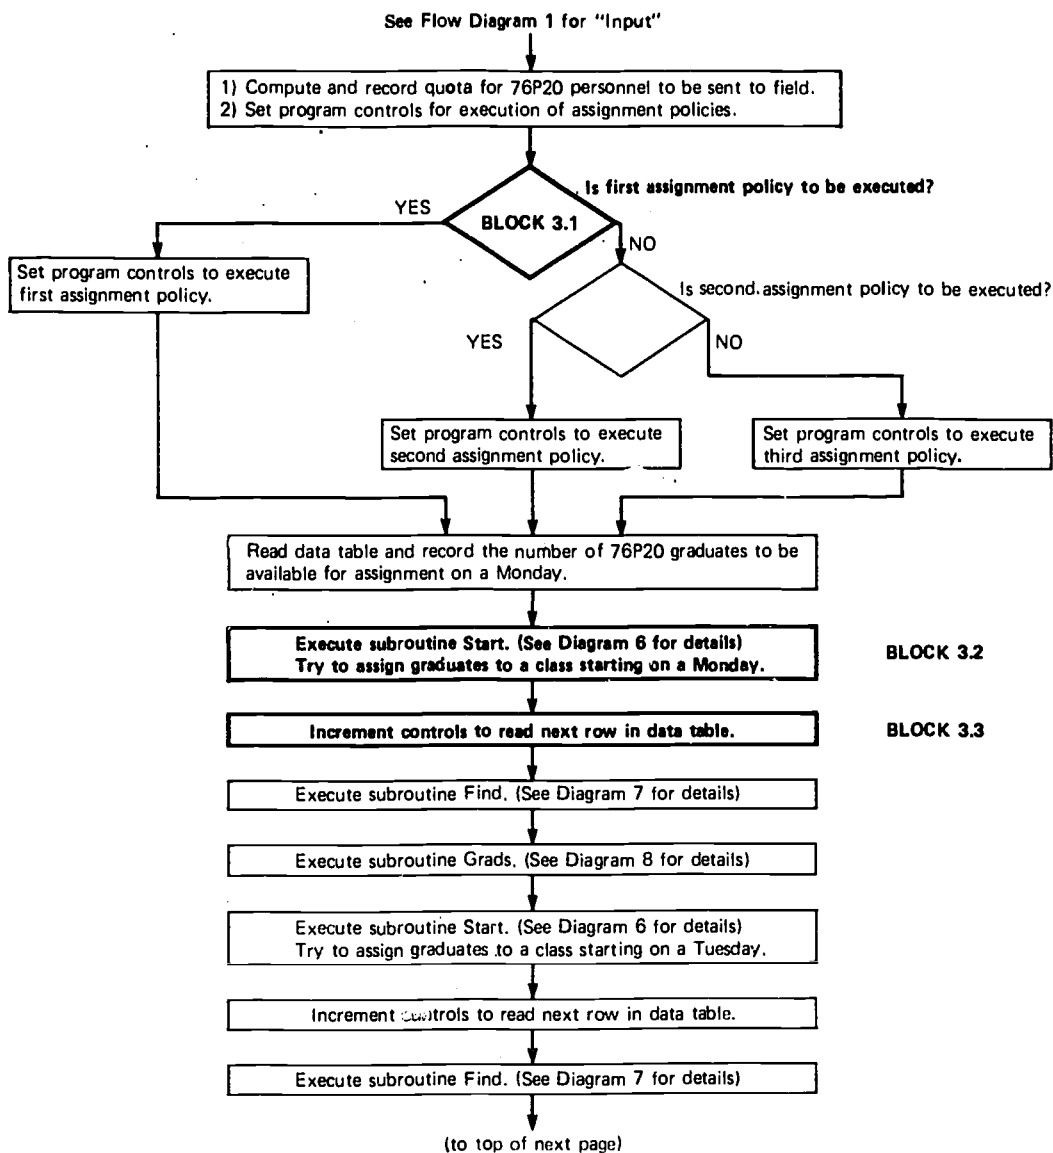 See Flow Diagram 1 for "Input"
1) Compute and record quota for 76P20 personnel to be sent to field.
2) Set program controls for execution of assignment policies.
Is first assignment policy to be executed?
YES
BLOCK 3.1
NO
Set program controls to execute
first assignment policy.
Is second assignment policy to be executed?
YES
NO
Set program controls to execute
second assignment policy.
Set program controls to execute
third assignment policy.
Read data table and record the number of 76P20 graduates to be
available for assignment on a Monday.
Execute subroutine Start. (See Diagram 6 for details)
Try to assign graduates to a class starting on a Monday.
BLOCK 3.2
Increment controls to read next row in data table.
BLOCK 3.3
Execute subroutine Find. (See Diagram 7 for details)
Execute subroutine Grads. (See Diagram 8 for details)
Execute subroutine Start. (See Diagram 6 for details)
Try to assign graduates to a class starting on a Tuesday.
Increment controls to read next row in data table.
Execute subroutine Find. (See Diagram 7 for details)
(to top of next page)